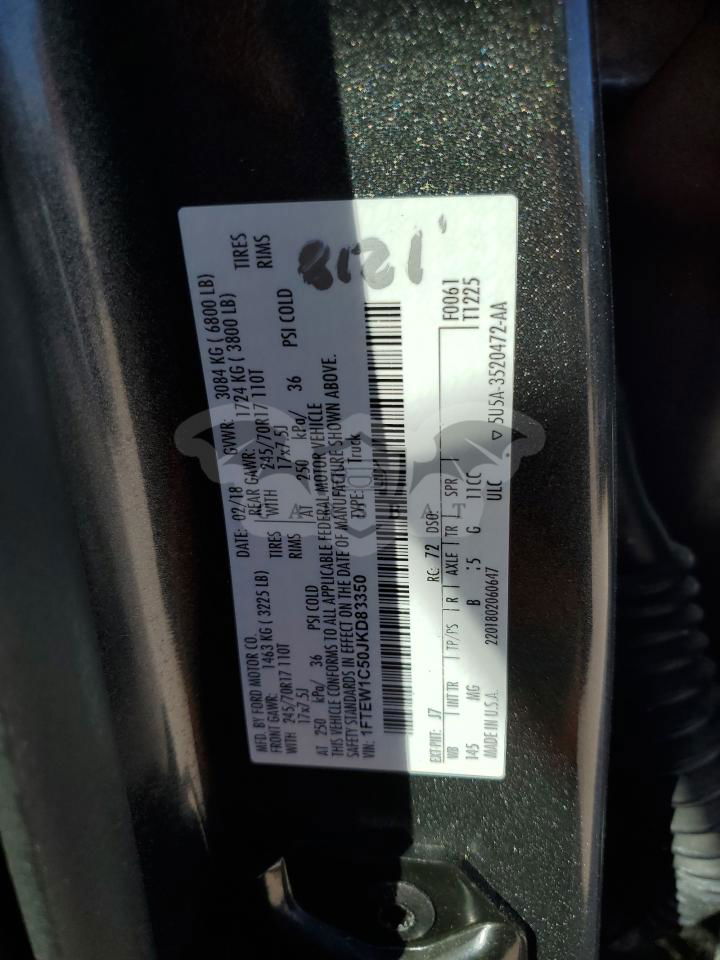 MFD. BY FORD MOTOR CO.
DATE: 02/18 GVWR: 3084 KG ( 6800 LB)
FRONT GAWR: 1463 KG ( 3225 LB) REAR GAWR: 1724 KG ( 3800 LB)
WITH 245/70R17 110T TIRES WITH 245/70R17 110T TIRES
17x7.5J RIMS 17x7.5J RIMS
AT 250 kPa/ 36 PSI COLD AT 250 kPa/ 36 PSI COLD
THIS VEHICLE CONFORMS TO ALL APPLICABLE FEDERAL MOTOR VEHICLE
SAFETY STANDARDS IN EFFECT ON THE DATE OF MANUFACTURE SHOWN ABOVE.
VIN: 1FTEW1C50JKD83350 TYPE: Truck
1218
F0061
T1225
EXT-PNT: J7 RC: 72 DSO:
WB INT TR TP/PS R AXLE TR SPR
145 MG B :5 G 11CC
MADE IN U.S.A. 2201802060647 ULC ▽ 5U5A-3520472-AA